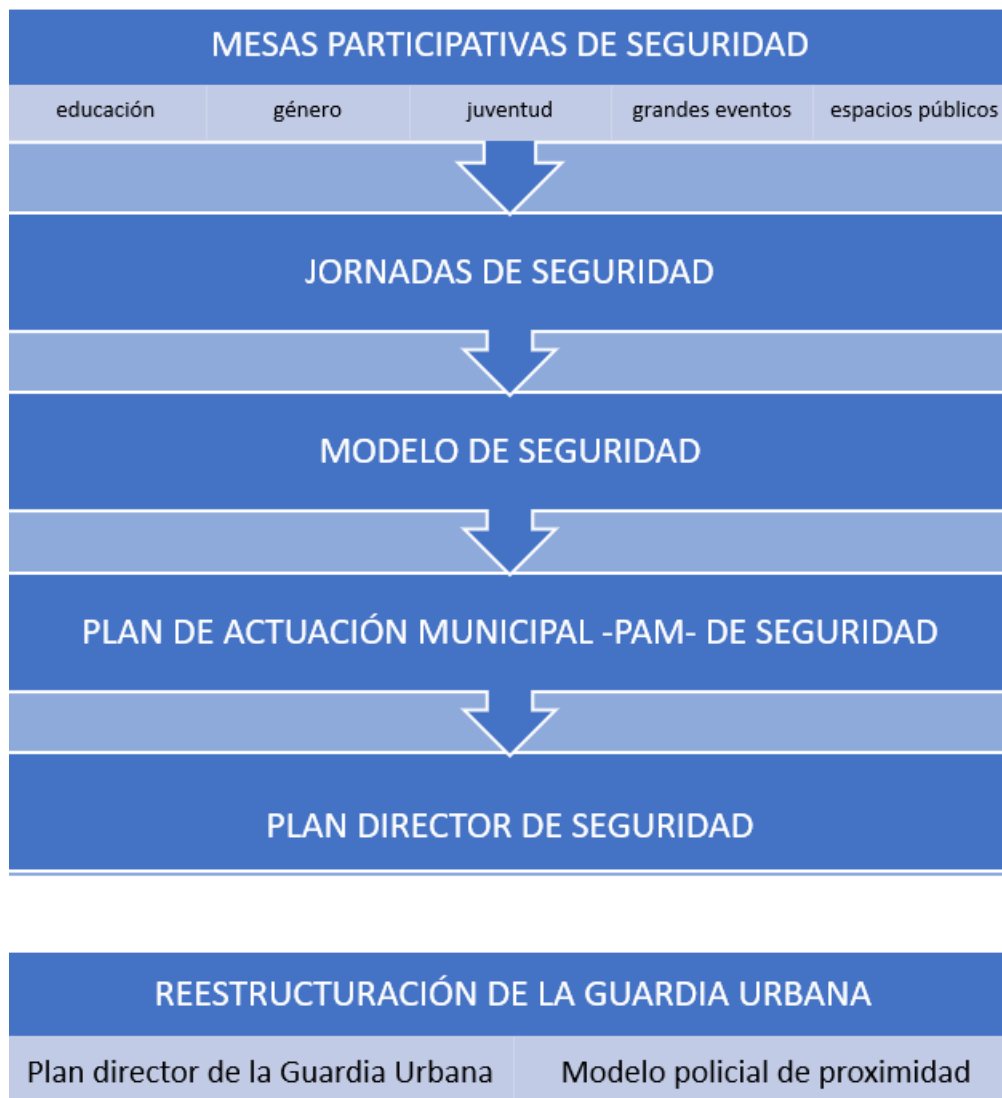 MESAS PARTICIPATIVAS DE SEGURIDAD
educación género juventud grandes eventos espacios públicos
JORNADAS DE SEGURIDAD
MODELO DE SEGURIDAD
PLAN DE ACTUACIÓN MUNICIPAL -PAM- DE SEGURIDAD
PLAN DIRECTOR DE SEGURIDAD
REESTRUCTURACIÓN DE LA GUARDIA URBANA
Plan director de la Guardia Urbana Modelo policial de proximidad